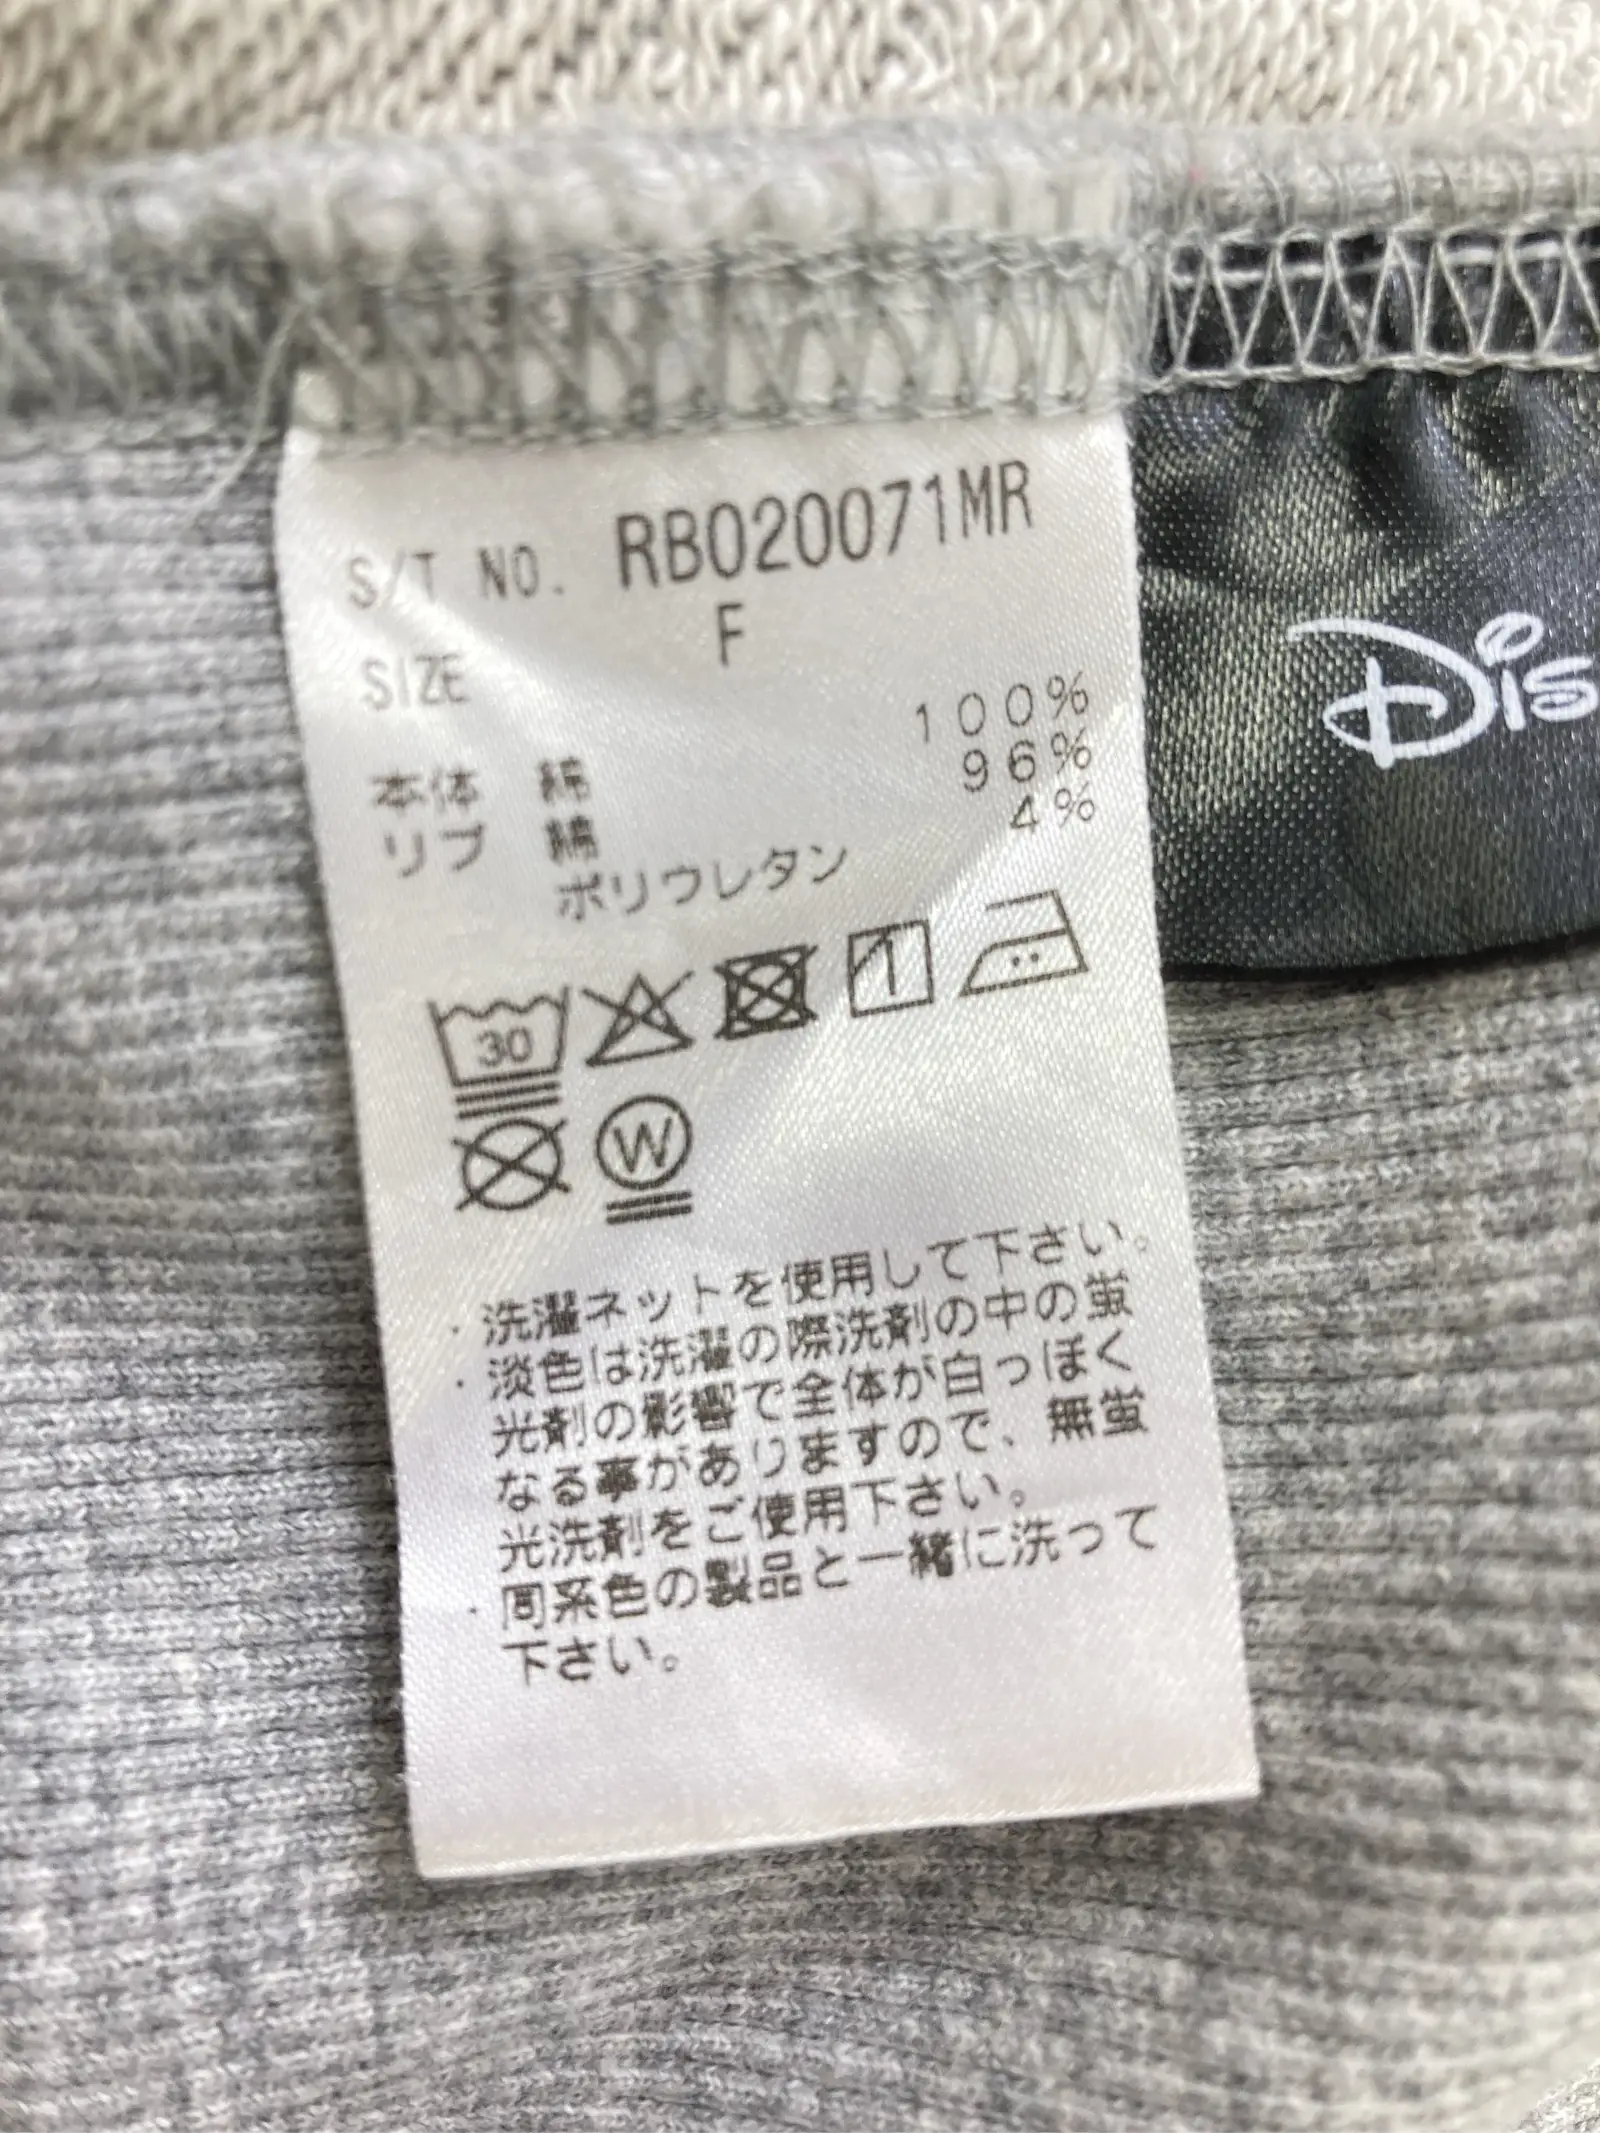 S/T NO. RB020071MR
SIZE F
本体 綿 100%
リブ 綿 96%
ポリウレタン 4%
30
1
W
・洗濯ネットを使用して下さい。
・淡色は洗濯の際洗剤の中の蛍
光剤の影響で全体が白っぽく
なる事がありますので、無蛍
光洗剤をご使用下さい。
・同系色の製品と一緒に洗って
下さい。
Dis